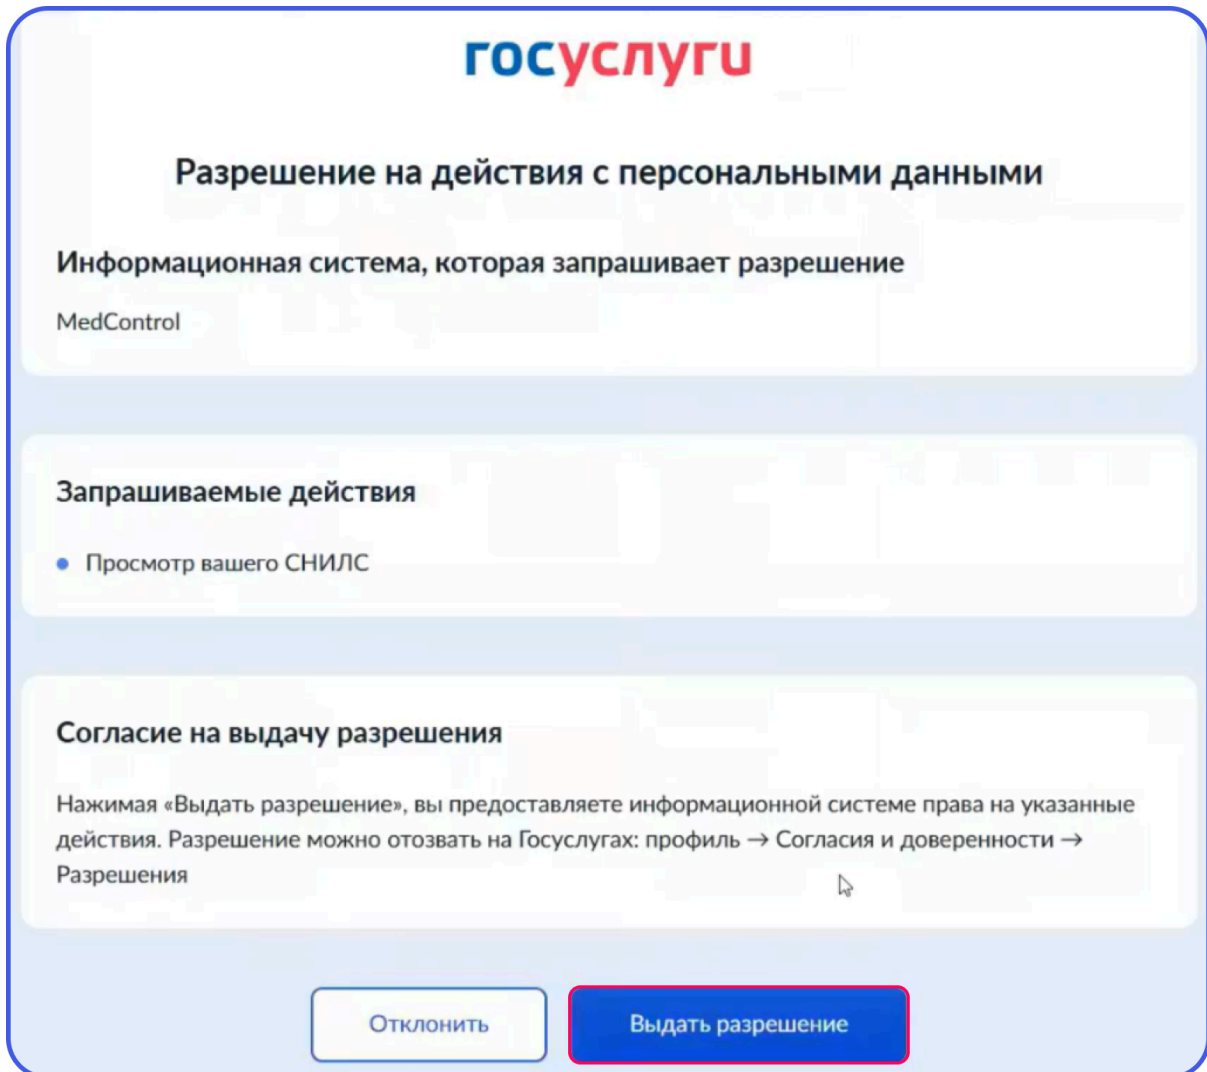 госуслуги
Разрешение на действия с персональными данными
Информационная система, которая запрашивает разрешение
MedControl
Запрашиваемые действия
Просмотр вашего СНИЛС
Согласие на выдачу разрешения
Нажимая «Выдать разрешение», вы предоставляете информационной системе права на указанные
действия. Разрешение можно отозвать на Госуслугах: профиль → Согласия и доверенности →
Разрешения
Отклонить
Выдать разрешение